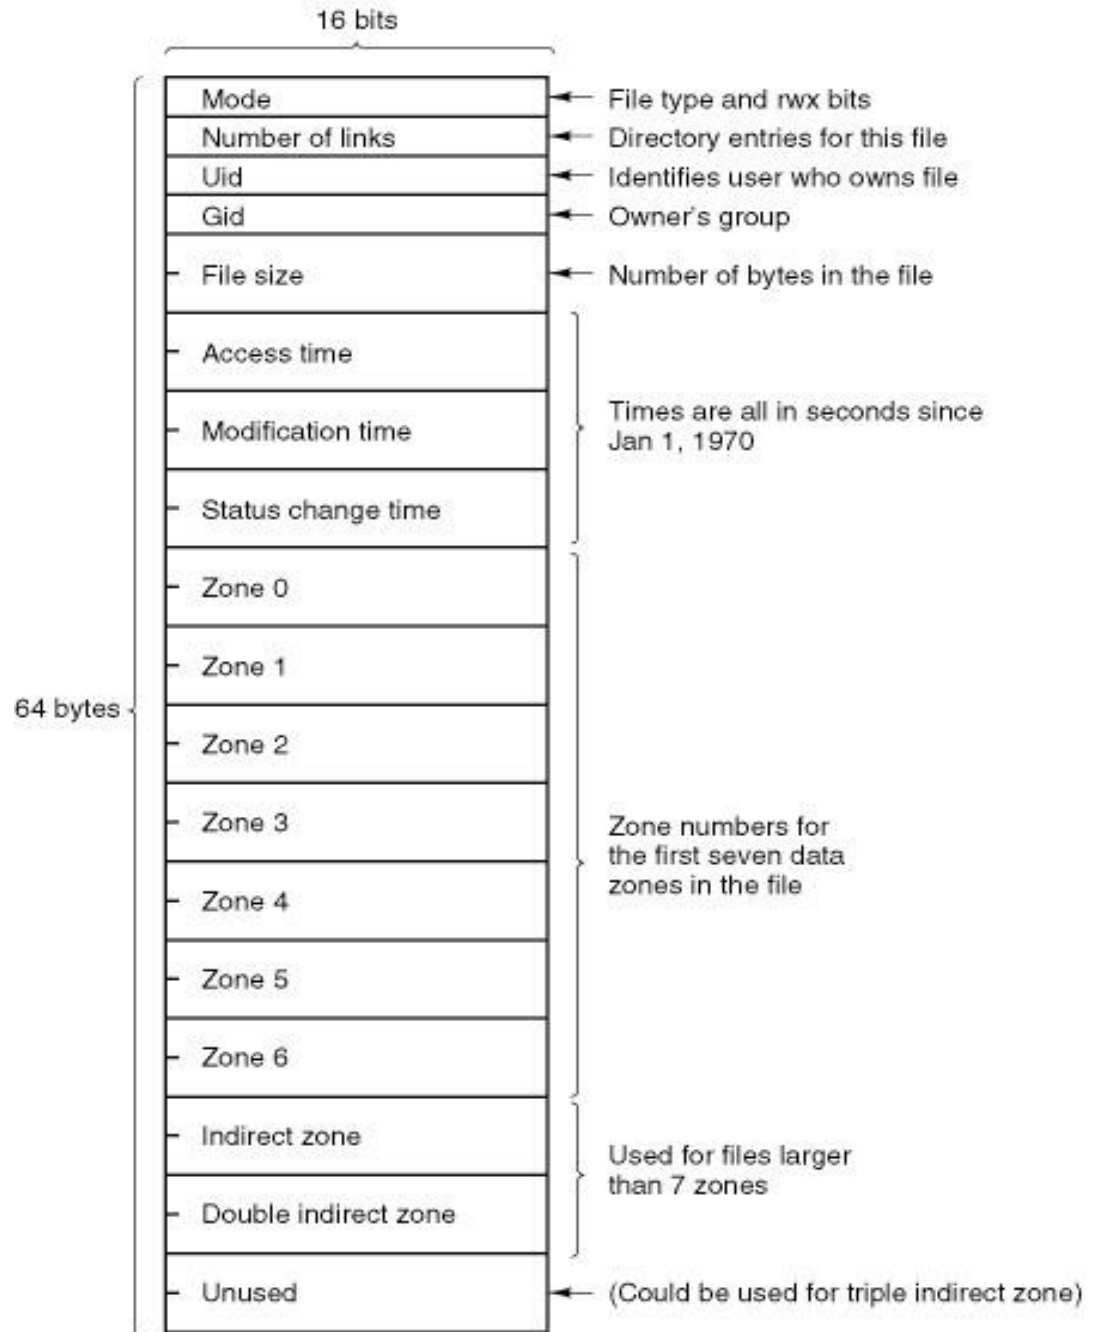 16 bits
Mode
File type and rwx bits
Number of links
Directory entries for this file
Uid
Identifies user who owns file
Gid
Owner's group
File size
Number of bytes in the file
Access time
Modification time
Status change time
Times are all in seconds since
Jan 1, 1970
Zone 0
Zone 1
Zone 2
Zone 3
Zone 4
Zone 5
Zone 6
64 bytes
Zone numbers for
the first seven data
zones in the file
Indirect zone
Double indirect zone
Used for files larger
than 7 zones
Unused
(Could be used for triple indirect zone)